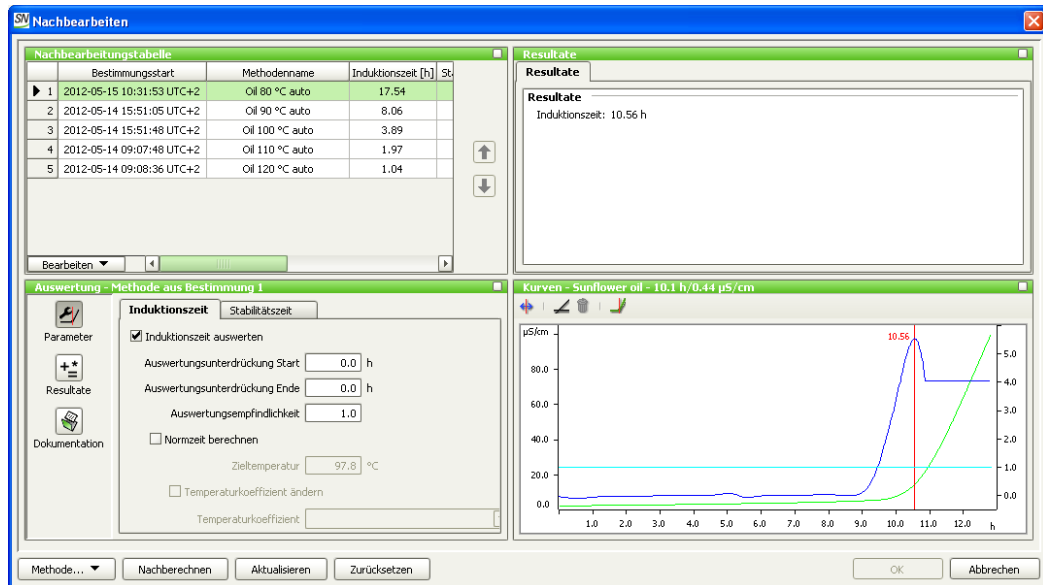 SN Nachbearbeiten
Nachbearbeitungstabelle
Bestimmungsstart Methodenname Induktionszeit [h]
1 2012-05-15 10:31:53 UTC+2 Oil 80 °C auto 17.54
2 2012-05-14 15:51:05 UTC+2 Oil 90 °C auto 8.06
3 2012-05-14 15:51:48 UTC+2 Oil 100 °C auto 3.89
4 2012-05-14 09:07:48 UTC+2 Oil 110 °C auto 1.97
5 2012-05-14 09:08:36 UTC+2 Oil 120 °C auto 1.04
Bearbeiten
Resultate
Resultate
Resultate
Induktionszeit: 10.56 h
Auswertung - Methode aus Bestimmung 1
Parameter
Resultate
Dokumentation
Induktionszeit Stabilitätszeit
Induktionszeit auswerten
Auswertungsunterdrückung Start 0.0 h
Auswertungsunterdrückung Ende 0.0 h
Auswertungsempfindlichkeit 1.0
Normzeit berechnen
Zieltemperatur 97.8 °C
Temperaturkoeffizient ändern
Temperaturkoeffizient
Kurven - Sunflower oil - 10.1 h/0.44 µS/cm
µS/cm
10.56
80.0
60.0
40.0
20.0
0.0
5.0
4.0
3.0
2.0
1.0
0.0
1.0 2.0 3.0 4.0 5.0 6.0 7.0 8.0 9.0 10.0 11.0 12.0 h
Methode... Nachberechnen Aktualisieren Zurücksetzen OK Abbrechen